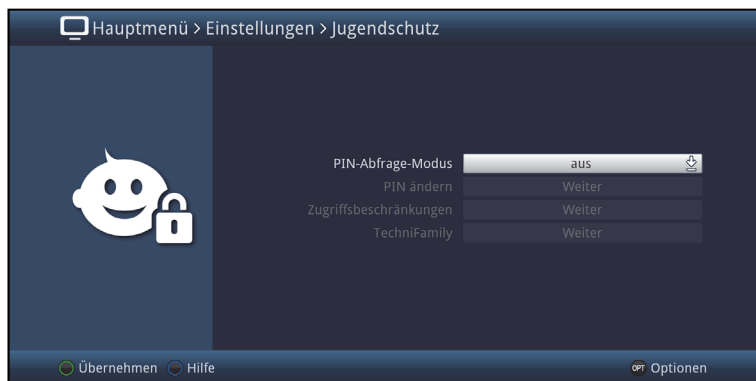 Hauptmenü > Einstellungen > Jugendschutz
PIN-Abfrage-Modus aus
PIN ändern Weiter
Zugriffsbeschränkungen Weiter
TechniFamily Weiter
Übernehmen Hilfe OPT Optionen